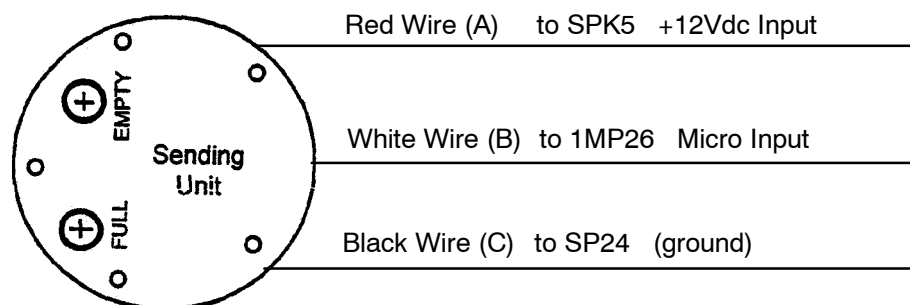 Red Wire (A) to SPK5 +12Vdc Input
EMPTY
White Wire (B) to 1MP26 Micro Input
Sending
Unit
FULL
Black Wire (C) to SP24 (ground)